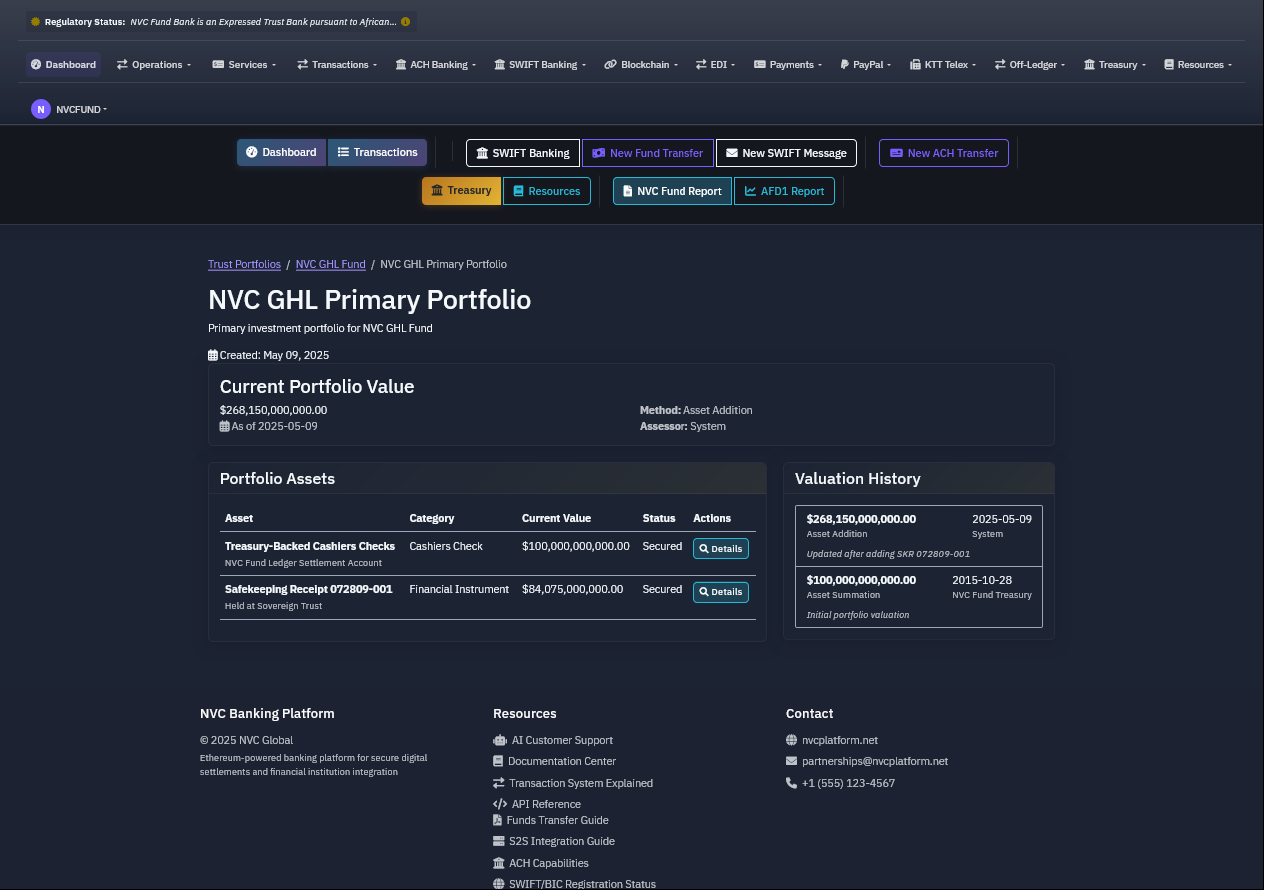 Regulatory Status: NVC Fund Bank is an Expressed Trust Bank pursuant to African...
Dashboard Operations Services Transactions ACH Banking SWIFT Banking Blockchain EDI Payments PayPal KTT Telex Off-Ledger Treasury Resources
N NVCFUND
Dashboard Transactions SWIFT Banking New Fund Transfer New SWIFT Message New ACH Transfer
Treasury Resources NVC Fund Report AFD1 Report
Trust Portfolios / NVC GHL Fund / NVC GHL Primary Portfolio
NVC GHL Primary Portfolio
Primary investment portfolio for NVC GHL Fund
Created: May 09, 2025
Current Portfolio Value
$268,150,000,000.00
As of 2025-05-09
Method: Asset Addition
Assessor: System
Portfolio Assets
Asset Category Current Value Status Actions
Treasury-Backed Cashiers Checks Cashiers Check $100,000,000,000.00 Secured Details
NVC Fund Ledger Settlement Account
Safekeeping Receipt 072809-001 Financial Instrument $84,075,000,000.00 Secured Details
Held at Sovereign Trust
Valuation History
$268,150,000,000.00 2025-05-09
Asset Addition System
Updated after adding SKR 072809-001
$100,000,000,000.00 2015-10-28
Asset Summation NVC Fund Treasury
Initial portfolio valuation
NVC Banking Platform
© 2025 NVC Global
Ethereum-powered banking platform for secure digital
settlements and financial institution integration
Resources
AI Customer Support
Documentation Center
Transaction System Explained
API Reference
Funds Transfer Guide
S2S Integration Guide
ACH Capabilities
SWIFT/BIC Registration Status
Contact
nvcplatform.net
partnerships@nvcplatform.net
+1 (555) 123-4567